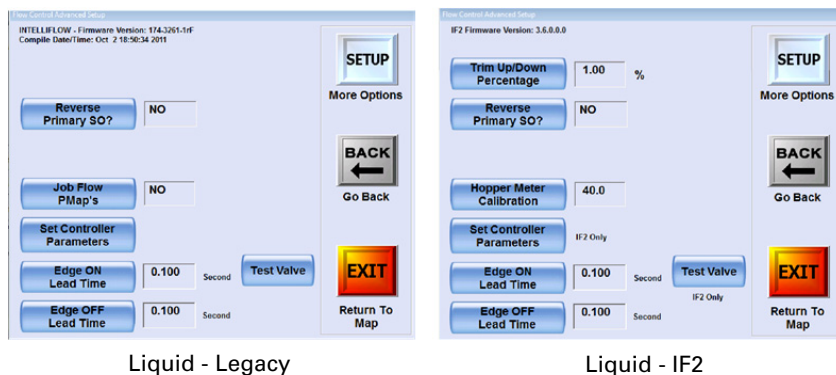 Flow Control Advanced Setup
INTELLIFLOW - Firmware Version: 174-3261-1rF
Compile Date/Time: Oct 2 18:50:34 2011
SETUP
More Options
Reverse
Primary SO?
NO
BACK
Go Back
Job Flow
PMap's
NO
Set Controller
Parameters
Edge ON
Lead Time
0.100
Second
Test Valve
EXIT
Edge OFF
Lead Time
0.100
Second
Return To
Map
Liquid - Legacy
Flow Control Advanced Setup
IF2 Firmware Version: 3.6.0.0.0
SETUP
More Options
Trim Up/Down
Percentage
1.00
%
Reverse
Primary SO?
NO
BACK
Go Back
Hopper Meter
Calibration
40.0
Set Controller
Parameters
IF2 Only
Edge ON
Lead Time
0.100
Second
Test Valve
IF2 Only
EXIT
Edge OFF
Lead Time
0.100
Second
Return To
Map
Liquid - IF2